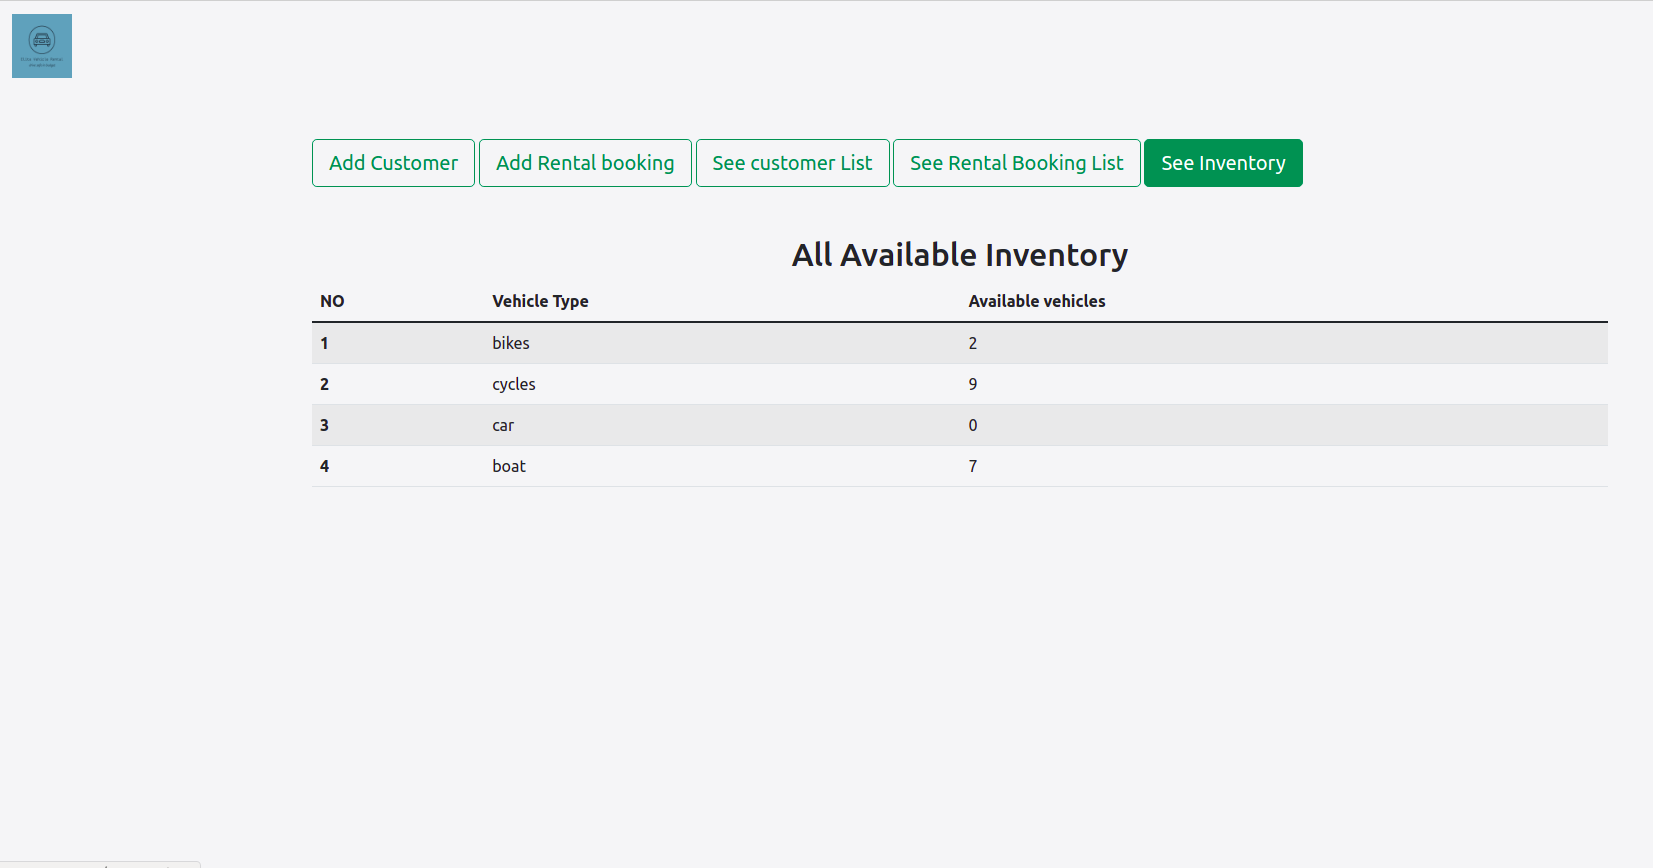 Add Customer Add Rental booking See customer List See Rental Booking List See Inventory
All Available Inventory
NO Vehicle Type Available vehicles
1 bikes 2
2 cycles 9
3 car 0
4 boat 7